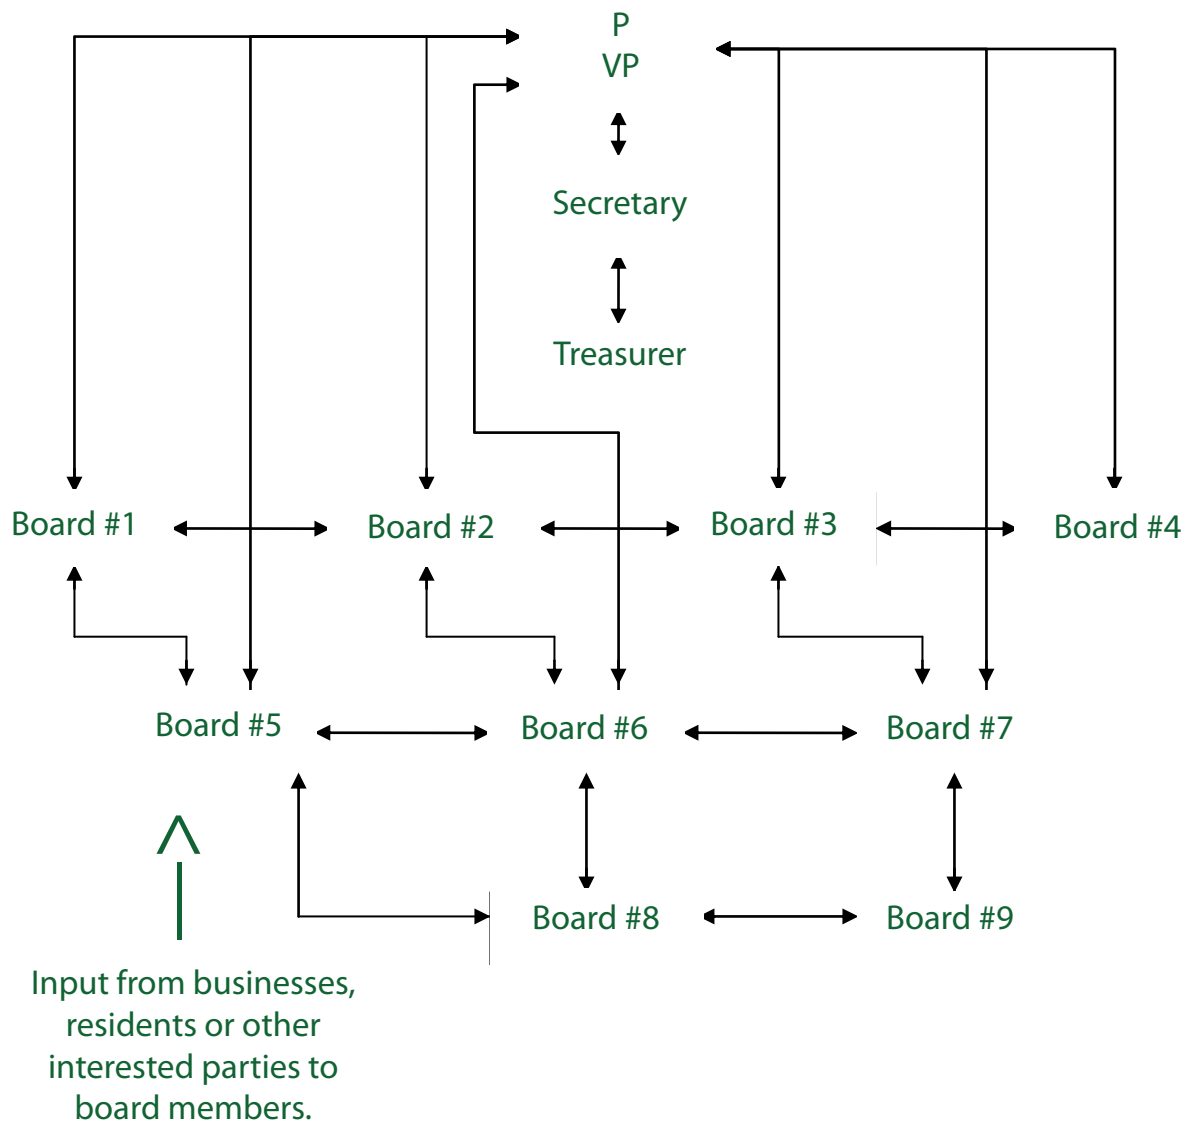 P
VP
Secretary
Treasurer
Board #1
Board #2
Board #3
Board #4
Board #5
Board #6
Board #7
Board #8
Board #9
Input from businesses,
residents or other
interested parties to
board members.